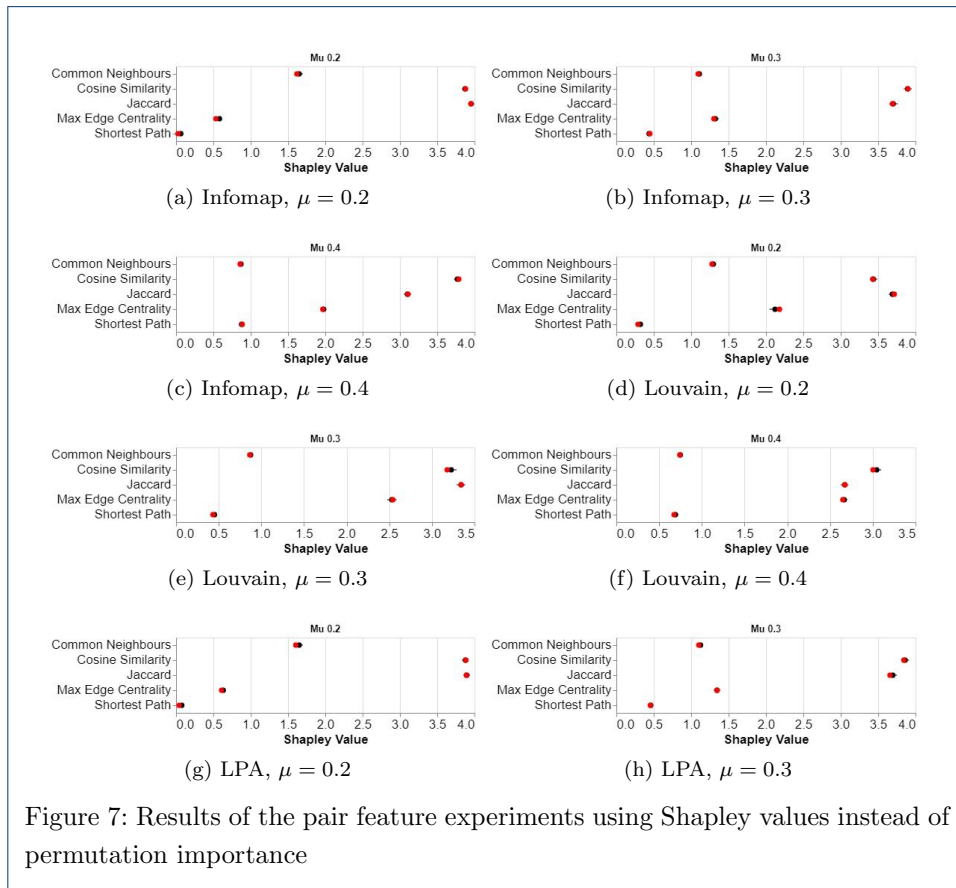 Mu 0.2
Common Neighbours
Cosine Similarity
Jaccard
Max Edge Centrality
Shortest Path
0.0 0.5 1.0 1.5 2.0 2.5 3.0 3.5 4.0
Shapley Value
(a) Infomap, μ = 0.2
Mu 0.3
Common Neighbours
Cosine Similarity
Jaccard
Max Edge Centrality
Shortest Path
0.0 0.5 1.0 1.5 2.0 2.5 3.0 3.5 4.0
Shapley Value
(b) Infomap, μ = 0.3
Mu 0.4
Common Neighbours
Cosine Similarity
Jaccard
Max Edge Centrality
Shortest Path
0.0 0.5 1.0 1.5 2.0 2.5 3.0 3.5 4.0
Shapley Value
(c) Infomap, μ = 0.4
Mu 0.2
Common Neighbours
Cosine Similarity
Jaccard
Max Edge Centrality
Shortest Path
0.0 0.5 1.0 1.5 2.0 2.5 3.0 3.5 4.0
Shapley Value
(d) Louvain, μ = 0.2
Mu 0.3
Common Neighbours
Cosine Similarity
Jaccard
Max Edge Centrality
Shortest Path
0.0 0.5 1.0 1.5 2.0 2.5 3.0 3.5
Shapley Value
(e) Louvain, μ = 0.3
Mu 0.4
Common Neighbours
Cosine Similarity
Jaccard
Max Edge Centrality
Shortest Path
0.0 0.5 1.0 1.5 2.0 2.5 3.0 3.5
Shapley Value
(f) Louvain, μ = 0.4
Mu 0.2
Common Neighbours
Cosine Similarity
Jaccard
Max Edge Centrality
Shortest Path
0.0 0.5 1.0 1.5 2.0 2.5 3.0 3.5 4.0
Shapley Value
(g) LPA, μ = 0.2
Mu 0.3
Common Neighbours
Cosine Similarity
Jaccard
Max Edge Centrality
Shortest Path
0.0 0.5 1.0 1.5 2.0 2.5 3.0 3.5 4.0
Shapley Value
(h) LPA, μ = 0.3
Figure 7: Results of the pair feature experiments using Shapley values instead of
permutation importance